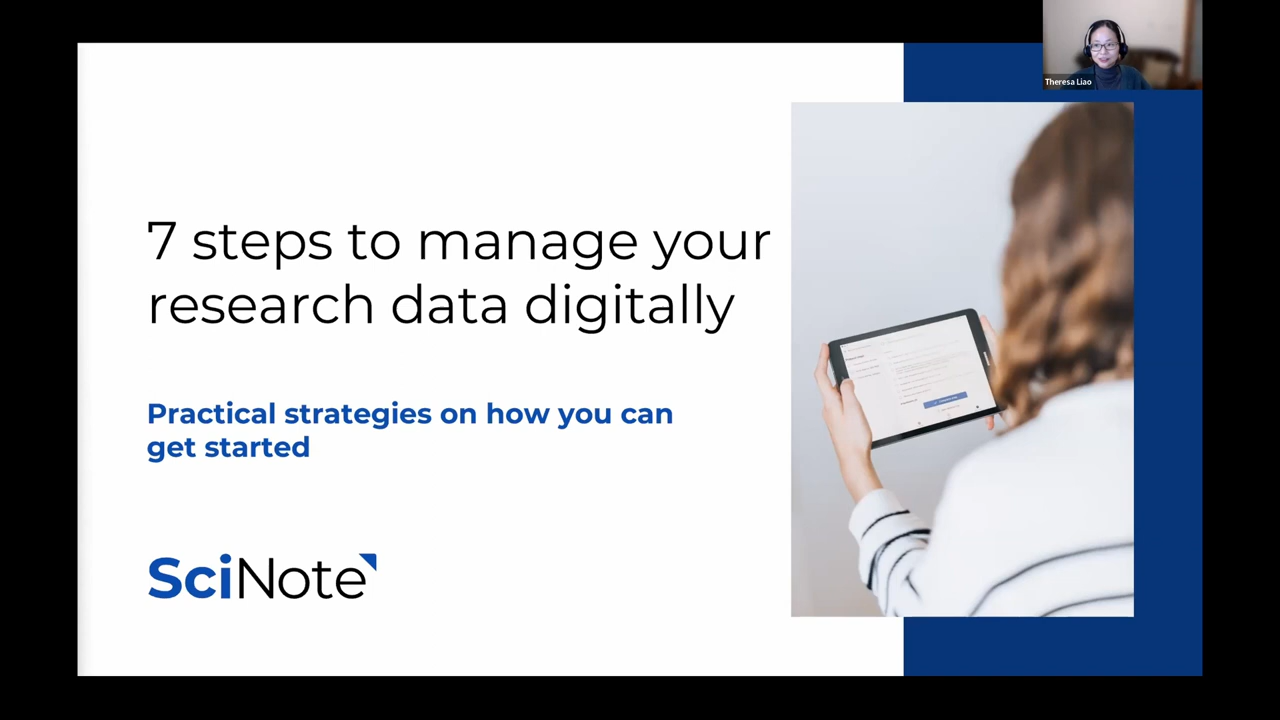 Theresa Liao
7 steps to manage your
research data digitally
Practical strategies on how you can
get started
SciNote